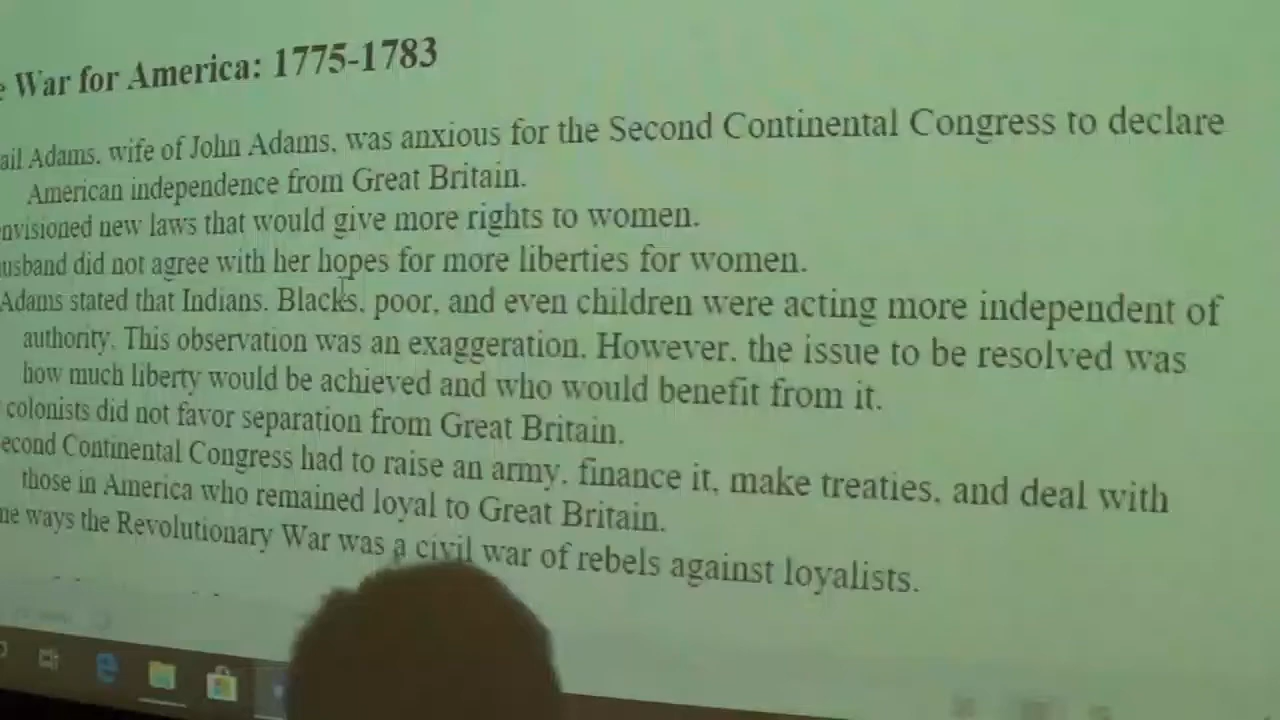 War for America: 1775-1783
Adams, wife of John Adams, was anxious for the Second Continental Congress to declare
American independence from Great Britain.
nvisioned new laws that would give more rights to women.
usband did not agree with her hopes for more liberties for women.
Adams stated that Indians, Blacks, poor, and even children were acting more independent of
authority. This observation was an exaggeration. However, the issue to be resolved was
how much liberty would be achieved and who would benefit from it.
colonists did not favor separation from Great Britain.
econd Continental Congress had to raise an army, finance it, make treaties, and deal with
those in America who remained loyal to Great Britain.
ways the Revolutionary War was a civil war of rebels against loyalists.